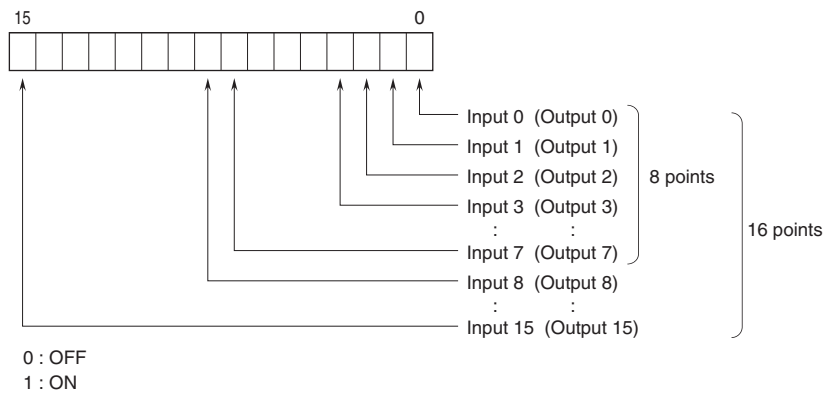 15 0
Input 0 (Output 0)
Input 1 (Output 1)
Input 2 (Output 2)
8 points
Input 3 (Output 3)
: :
16 points
Input 7 (Output 7)
Input 8 (Output 8)
: :
Input 15 (Output 15)
0 : OFF
1 : ON